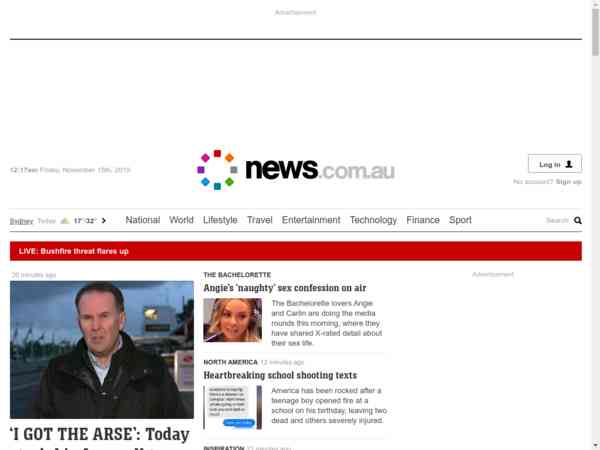 Advertisement
12:17am Friday, November 15th, 2019
news.com.au
Log in
No account? Sign up
Sydney Today 17°/32°
National World Lifestyle Travel Entertainment Technology Finance Sport
Search
LIVE: Bushfire threat flares up
26 minutes ago
'I GOT THE ARSE': Today
THE BACHELORETTE
Angie's 'naughty' sex confession on air
The Bachelorette lovers Angie
and Carlin are doing the media
rounds this morning, where they
have shared X-rated detail about
their sex life.
NORTH AMERICA 12 minutes ago
Heartbreaking school shooting texts
America has been rocked after a
teenage boy opened fire at a
school on his birthday, leaving two
dead and others severely injured.
Advertisement